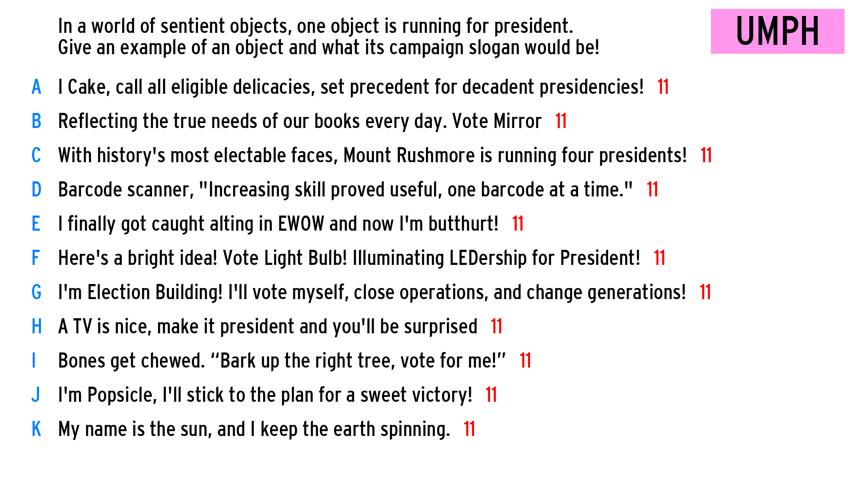 In a world of sentient objects, one object is running for president.
Give an example of an object and what its campaign slogan would be!
UMPH
A I Cake, call all eligible delicacies, set precedent for decadent presidencies! 11
B Reflecting the true needs of our books every day. Vote Mirror 11
C With history's most electable faces, Mount Rushmore is running four presidents! 11
D Barcode scanner, "Increasing skill proved useful, one barcode at a time." 11
E I finally got caught alting in EWOW and now I'm butthurt! 11
F Here's a bright idea! Vote Light Bulb! Illuminating LEDership for President! 11
G I'm Election Building! I'll vote myself, close operations, and change generations! 11
H A TV is nice, make it president and you'll be surprised 11
I Bones get chewed. “Bark up the right tree, vote for me!” 11
J I'm Popsicle, I'll stick to the plan for a sweet victory! 11
K My name is the sun, and I keep the earth spinning. 11